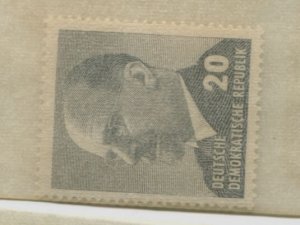 20
DEUTSCHE
DEMOKRATISCHE REPUBLIK